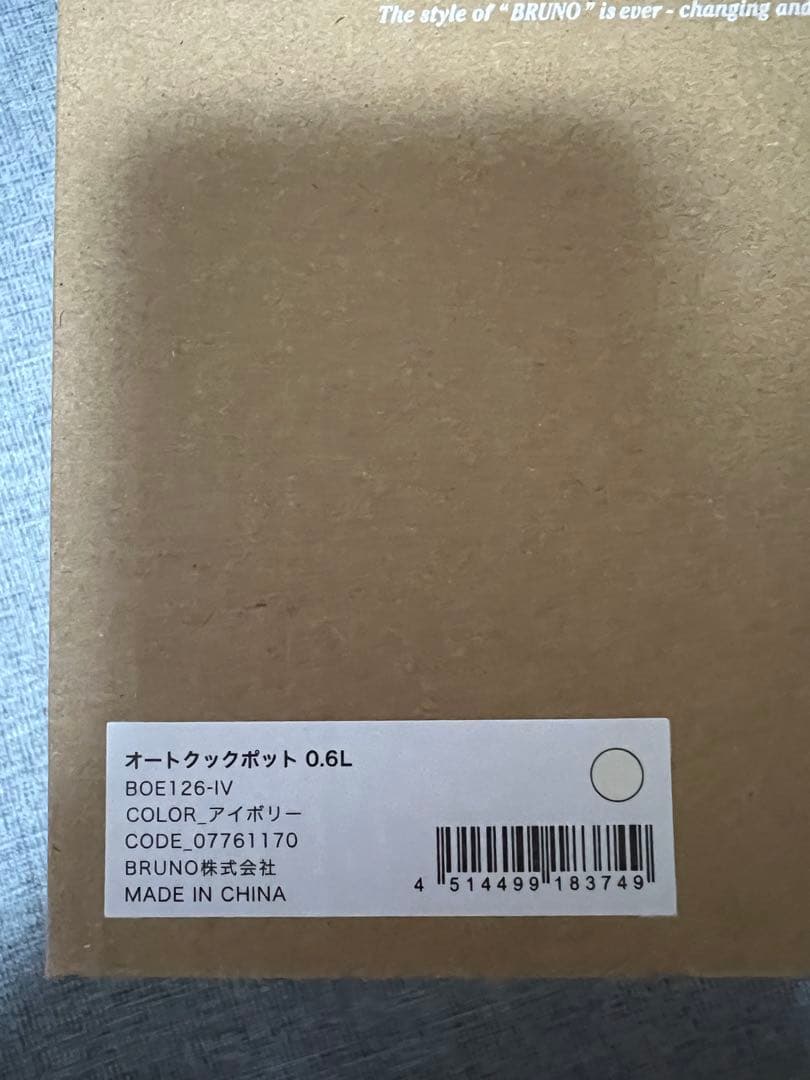 The style of “ BRUNO ” is ever - changing and
オートクックポット 0.6L
BOE126-IV
COLOR_アイボリー
CODE_07761170
BRUNO株式会社
MADE IN CHINA
4 514499 183749